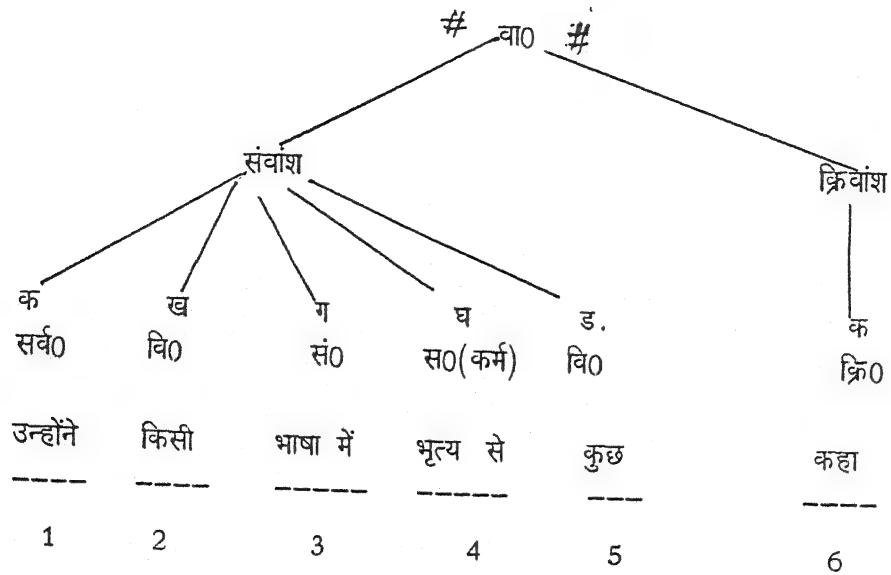 # वा0 #
संवांश क्रिवांश
क ख ग घ ड. क
सर्व0 वि0 सं0 स0(कर्म) वि0 क्रि0
उन्होंने किसी भाषा में भृत्य से कुछ कहा
1 2 3 4 5 6